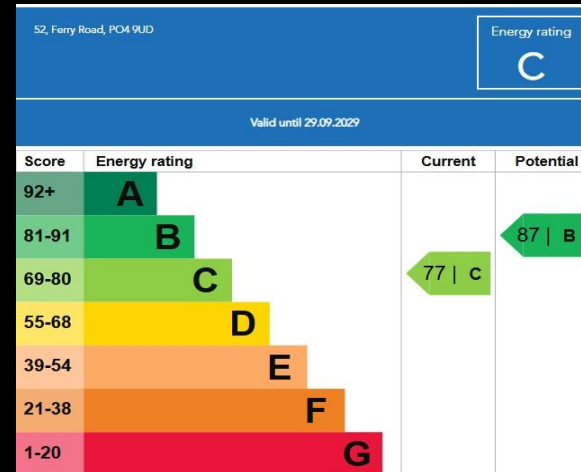 52, Ferry Road, PO4 9UD
Energy rating
C
Valid until 29.09.2029
Score Energy rating Current Potential
92+ A
81-91 B 87 | B
69-80 C 77 | C
55-68 D
39-54 E
21-38 F
1-20 G